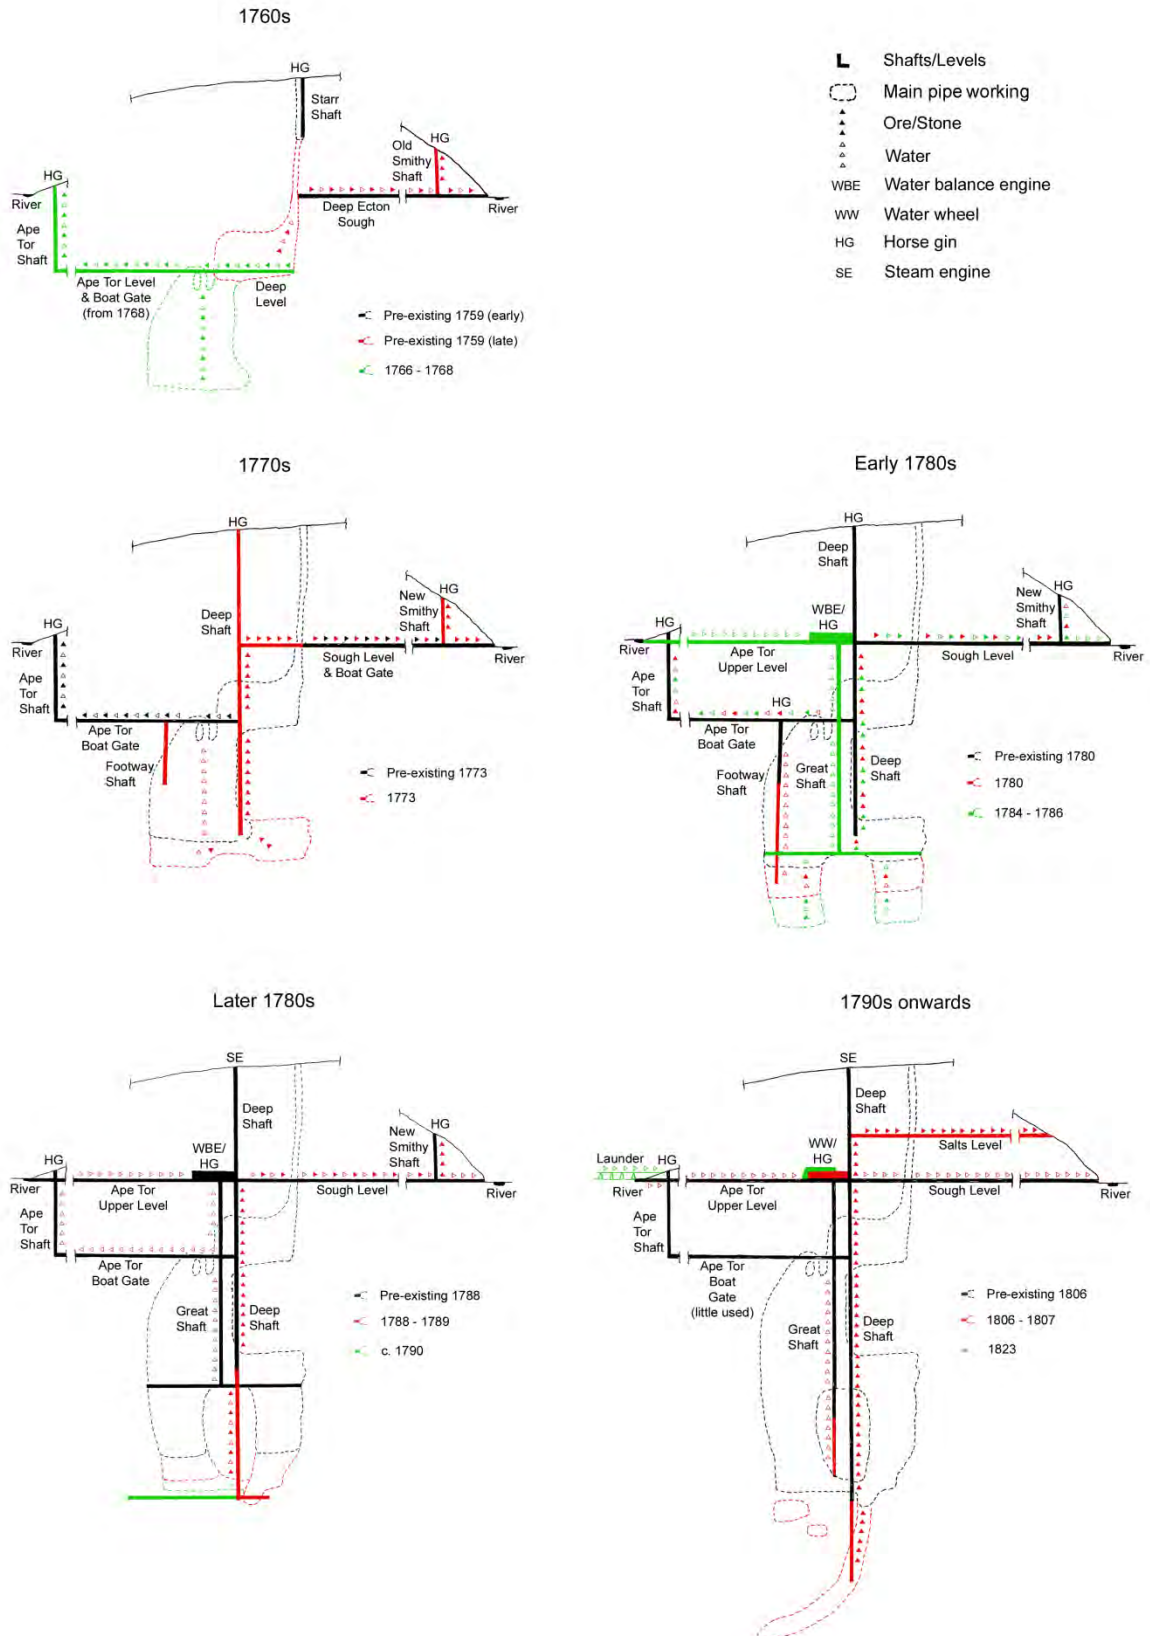 1760s
HG
Starr
Shaft
Old
Smithy
Shaft
HG
HG
River
Ape
Tor
Shaft
Deep Ecton
Sough
River
Ape Tor Level
& Boat Gate
(from 1768)
Deep
Level
Pre-existing 1759 (early)
Pre-existing 1759 (late)
1766 - 1768
Shafts/Levels
Main pipe working
Ore/Stone
Water
WBE Water balance engine
WW Water wheel
HG Horse gin
SE Steam engine
1770s
HG
Deep
Shaft
New
Smithy
Shaft
HG
HG
River
Ape
Tor
Shaft
Sough Level
& Boat Gate
River
Ape Tor
Boat Gate
Footway
Shaft
Pre-existing 1773
1773
Early 1780s
HG
Deep
Shaft
WBE/
HG
New
Smithy
Shaft
HG
HG
River
Ape Tor
Upper Level
Sough Level
River
Ape
Tor
Shaft
HG
Ape Tor
Boat Gate
Footway
Shaft
Great
Shaft
Deep
Shaft
Pre-existing 1780
1780
1784 - 1786
Later 1780s
SE
Deep
Shaft
WBE/
HG
New
Smithy
Shaft
HG
HG
River
Ape Tor
Upper Level
Sough Level
River
Ape
Tor
Shaft
Ape Tor
Boat Gate
Great
Shaft
Deep
Shaft
Pre-existing 1788
1788 - 1789
c. 1790
1790s onwards
SE
Deep
Shaft
Salts Level
WW/
HG
Launder
HG
River
Ape Tor
Upper Level
Sough Level
River
Ape
Tor
Shaft
Ape Tor
Boat
Gate
(little used)
Great
Shaft
Deep
Shaft
Pre-existing 1806
1806 - 1807
1823